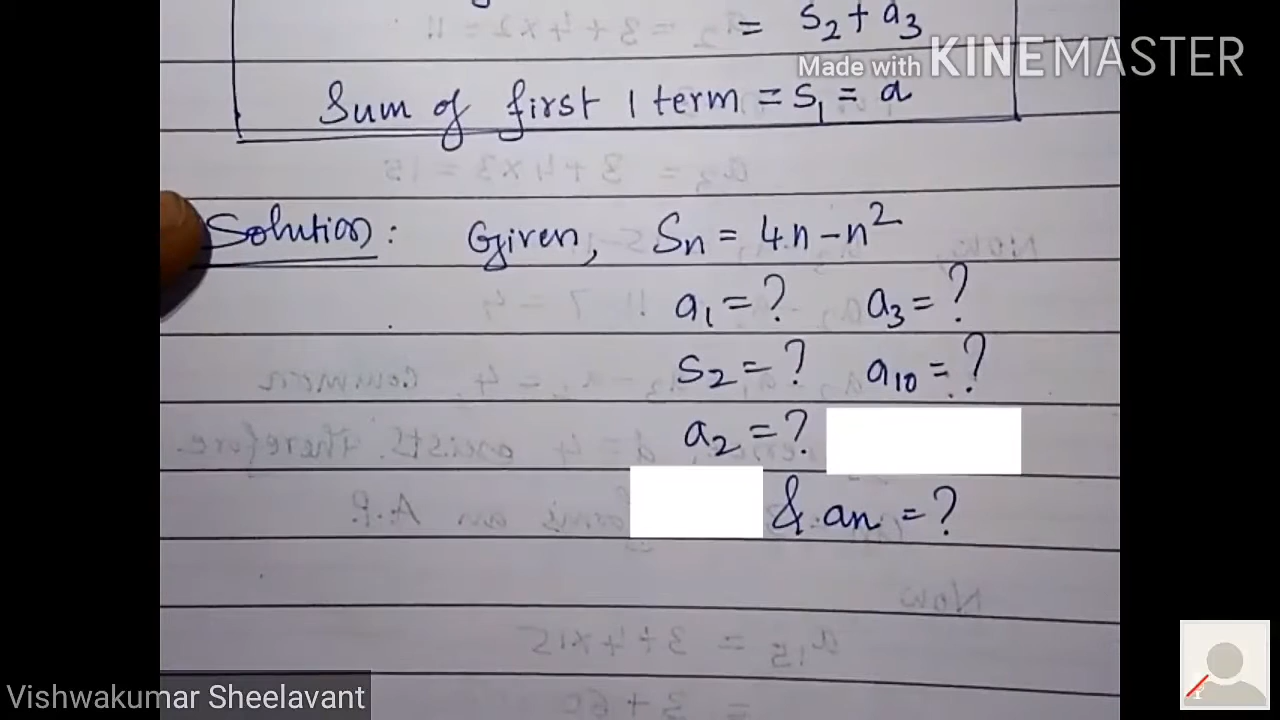 = S₂ + a₃
Made with KINEMASTER
Sum of first 1 term = S₁ = a
Solution : Given, Sn = 4n - n²
a₁ = ? a₃ = ?
S₂ = ? a₁₀ = ?
a₂ = ?
& an = ?
Vishwakumar Sheelavant